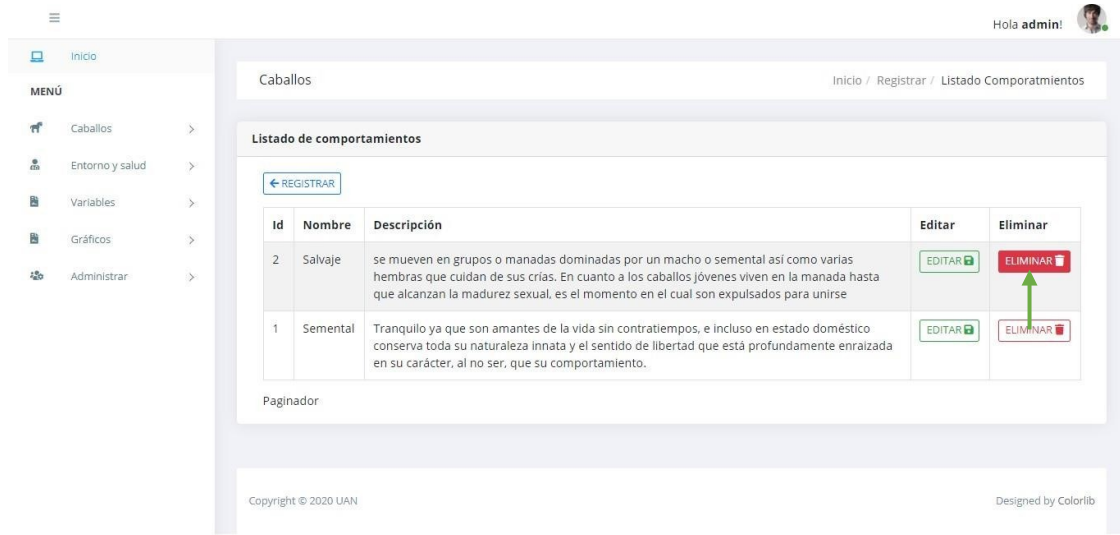 Hola admin!
Inicio
MENÚ
Caballos
Entorno y salud
Variables
Gráficos
Administrar
Caballos
Inicio / Registrar / Listado Comporatmientos
Listado de comportamientos
REGISTRAR
Id Nombre Descripción Editar Eliminar
2 Salvaje se mueven en grupos o manadas dominadas por un macho o semental así como varias EDITAR ELIMINAR
hembras que cuidan de sus crías. En cuanto a los caballos jóvenes viven en la manada hasta
que alcanzan la madurez sexual, es el momento en el cual son expulsados para unirse
1 Semental Tranquilo ya que son amantes de la vida sin contratiempos, e incluso en estado doméstico EDITAR ELIMINAR
conserva toda su naturaleza innata y el sentido de libertad que está profundamente enraizada
en su carácter, al no ser, que su comportamiento.
Paginador
Copyright © 2020 UAN
Designed by Colorlib